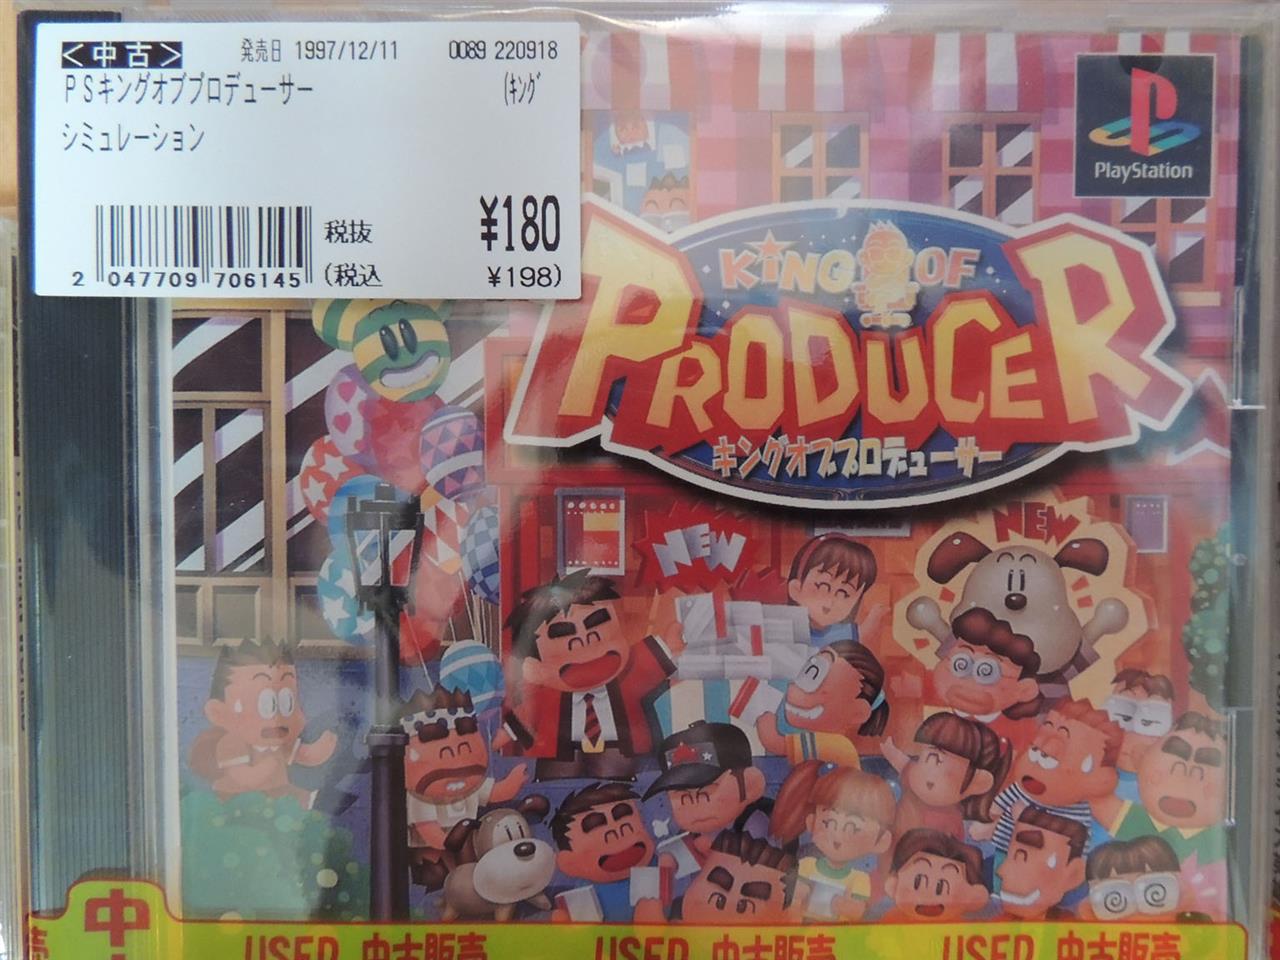 <中古> 発売日 1997/12/11 0089 220918
PSキングオブプロデューサー (ｷﾝｸﾞ
シミュレーション
税抜 ¥180
2 047709 706145 (税込 ¥198)
PlayStation
KING OF
PRODUCER
キングオブプロデューサー
NEW
NEW
中
USED 中古販売 USED 中古販売 USED 中古販売